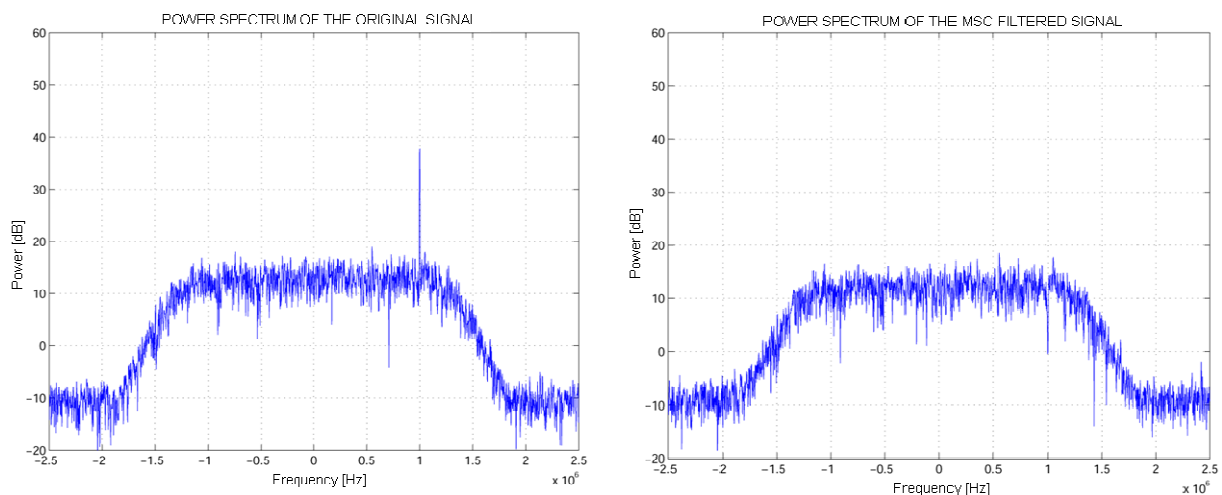 POWER SPECTRUM OF THE ORIGINAL SIGNAL
60
50
40
30
20
10
0
−10
−20
Power [dB]
−2.5 −2 −1.5 −1 −0.5 0 0.5 1 1.5 2 2.5
Frequency [Hz]
x 10^6
POWER SPECTRUM OF THE MSC FILTERED SIGNAL
60
50
40
30
20
10
0
−10
−20
Power [dB]
−2.5 −2 −1.5 −1 −0.5 0 0.5 1 1.5 2 2.5
Frequency [Hz]
x 10^6